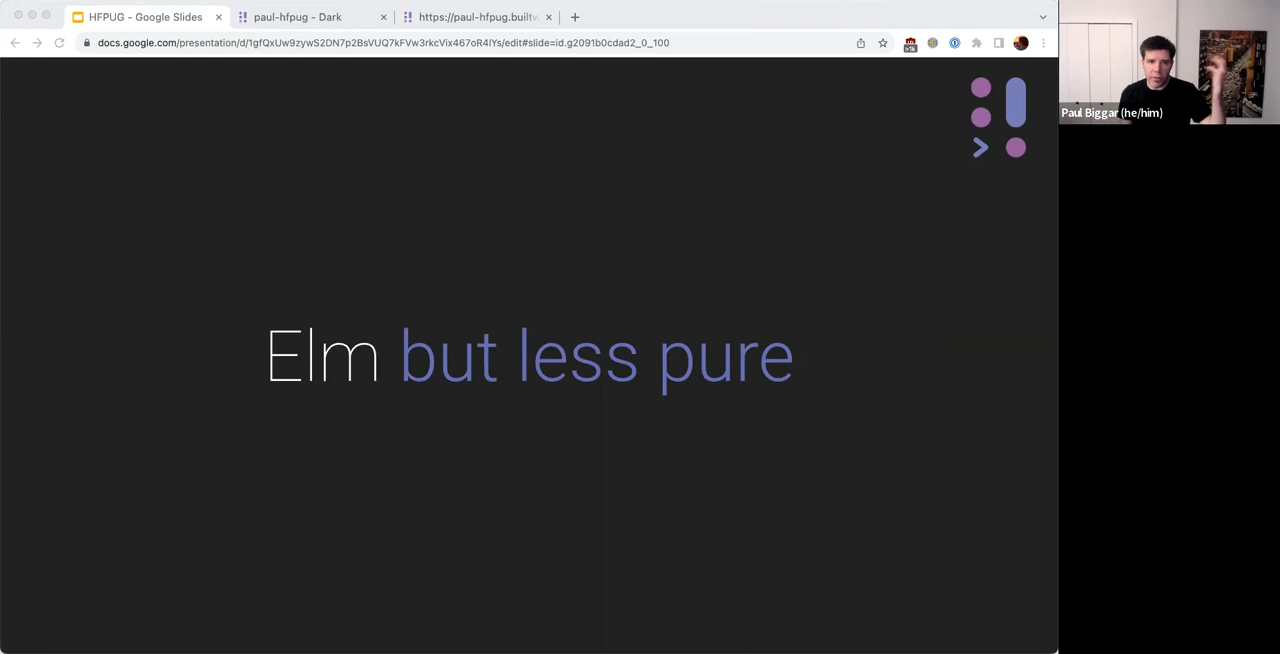 HFPUG - Google Slides
paul-hfpug - Dark
https://paul-hfpug.builtw
docs.google.com/presentation/d/1gfQxUw9zywS2DN7p2BsVUQ7kFVw3rkcVix467oR4lYs/edit#slide=id.g2091b0cdad2_0_100
>1k
Elm but less pure
Paul Biggar (he/him)